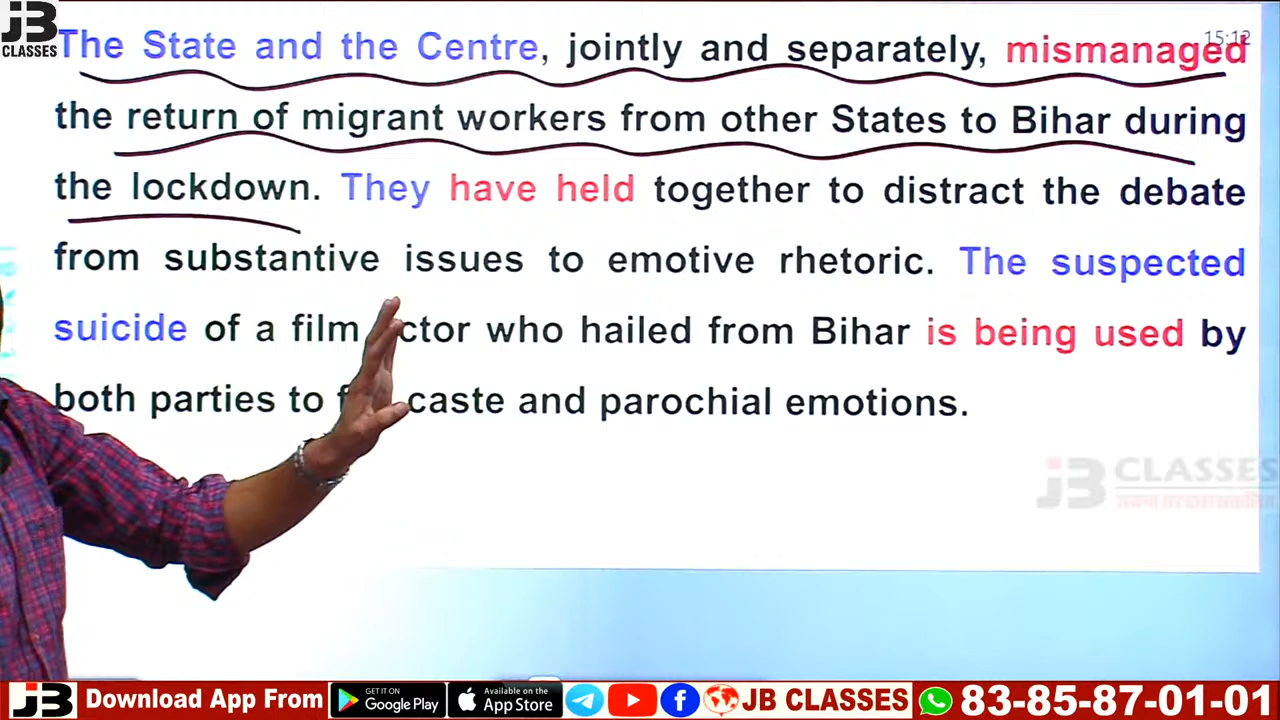 JB
CLASSES
15:12
The State and the Centre, jointly and separately, mismanaged
the return of migrant workers from other States to Bihar during
the lockdown. They have held together to distract the debate
from substantive issues to emotive rhetoric. The suspected
suicide of a film ctor who hailed from Bihar is being used by
both parties to caste and parochial emotions.
JB CLASSES
JB Download App From GET IT ON Google Play Available on the App Store JB CLASSES 83-85-87-01-01